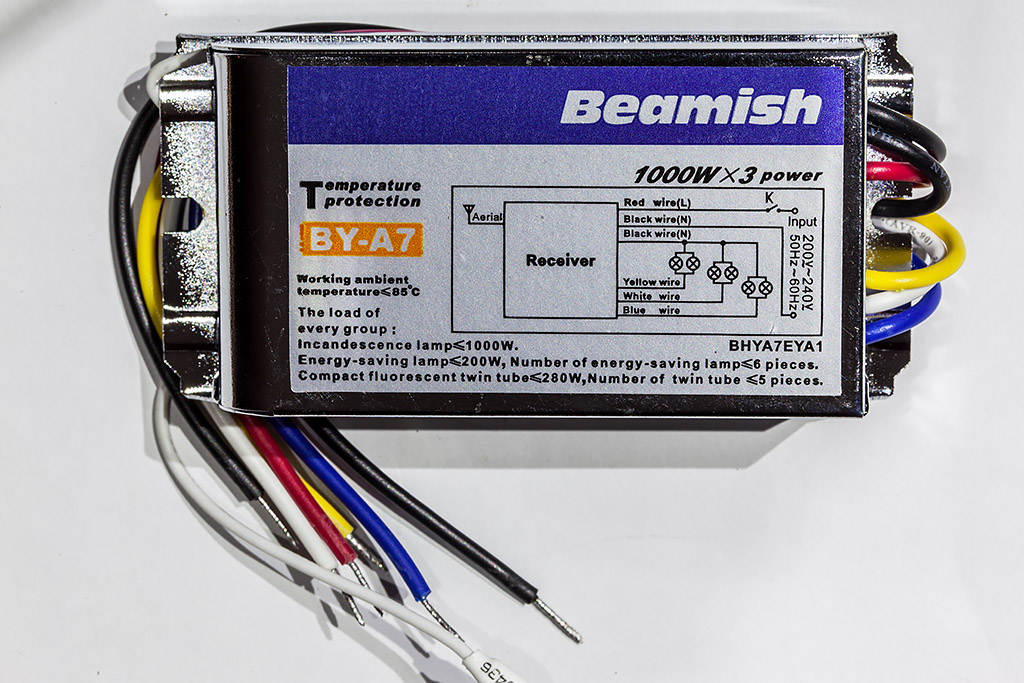 Beamish
1000W×3 power
Temperature
protection
BY-A7
Working ambient
temperature≤85℃
The load of
every group :
Incandescence lamp≤1000W.
Energy-saving lamp≤200W, Number of energy-saving lamp≤6 pieces.
Compact fluorescent twin tube≤280W,Number of twin tube ≤5 pieces.
Aerial
Receiver
Red wire(L)
Black wire(N)
Black wire(N)
Yellow wire
White wire
Blue wire
K
Input
200V~240V
50Hz~60Hz
BHYA7EYA1